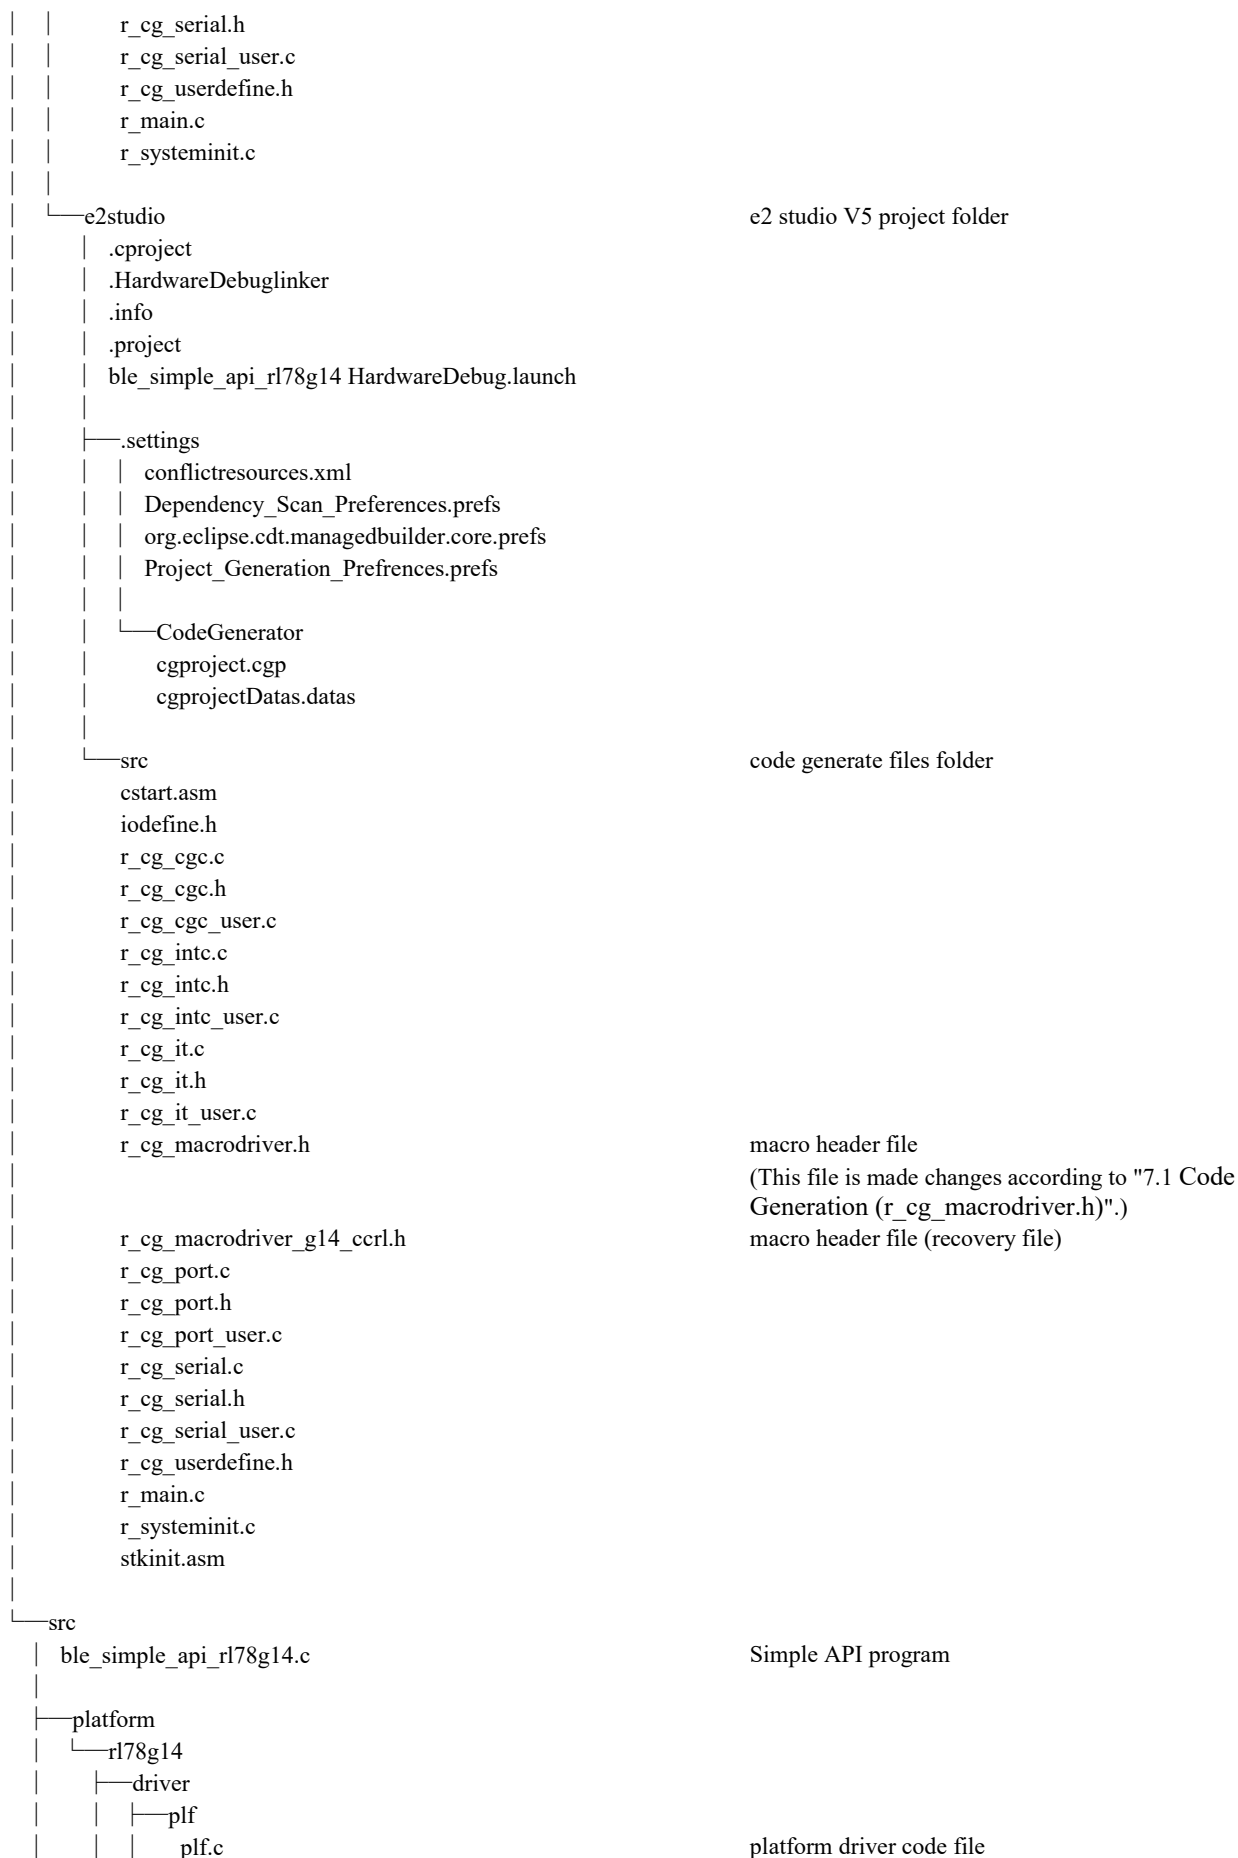 │ │ r_cg_serial.h
│ │ r_cg_serial_user.c
│ │ r_cg_userdefine.h
│ │ r_main.c
│ │ r_systeminit.c
│ │
│ └──e2studio e2 studio V5 project folder
│ │ .cproject
│ │ .HardwareDebuglinker
│ │ .info
│ │ .project
│ │ ble_simple_api_rl78g14 HardwareDebug.launch
│ │
│ ├──.settings
│ │ │ conflictresources.xml
│ │ │ Dependency_Scan_Preferences.prefs
│ │ │ org.eclipse.cdt.managedbuilder.core.prefs
│ │ │ Project_Generation_Prefrences.prefs
│ │ │
│ │ └──CodeGenerator
│ │ cgproject.cgp
│ │ cgprojectDatas.datas
│ │
│ └──src code generate files folder
│ cstart.asm
│ iodefine.h
│ r_cg_cgc.c
│ r_cg_cgc.h
│ r_cg_cgc_user.c
│ r_cg_intc.c
│ r_cg_intc.h
│ r_cg_intc_user.c
│ r_cg_it.c
│ r_cg_it.h
│ r_cg_it_user.c
│ r_cg_macrodriver.h macro header file
│ (This file is made changes according to "7.1 Code
│ Generation (r_cg_macrodriver.h)".)
│ r_cg_macrodriver_g14_ccrl.h macro header file (recovery file)
│ r_cg_port.c
│ r_cg_port.h
│ r_cg_port_user.c
│ r_cg_serial.c
│ r_cg_serial.h
│ r_cg_serial_user.c
│ r_cg_userdefine.h
│ r_main.c
│ r_systeminit.c
│ stkinit.asm
│
└──src
│ ble_simple_api_rl78g14.c Simple API program
│
├──platform
│ └──rl78g14
│ ├──driver
│ │ ├──plf
│ │ │ plf.c platform driver code file